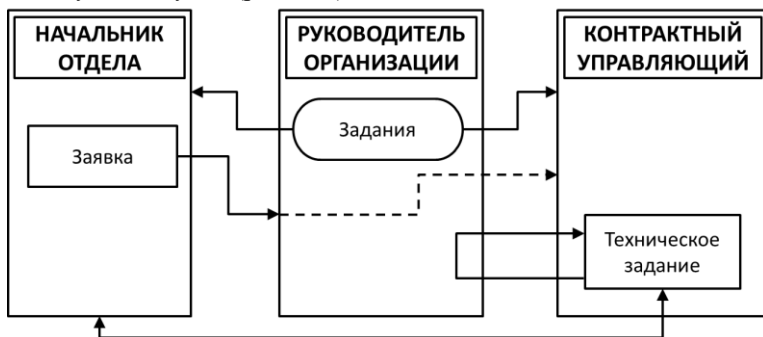 НАЧАЛЬНИК
ОТДЕЛА
РУКОВОДИТЕЛЬ
ОРГАНИЗАЦИИ
КОНТРАКТНЫЙ
УПРАВЛЯЮЩИЙ
Задания
Заявка
Техническое
задание